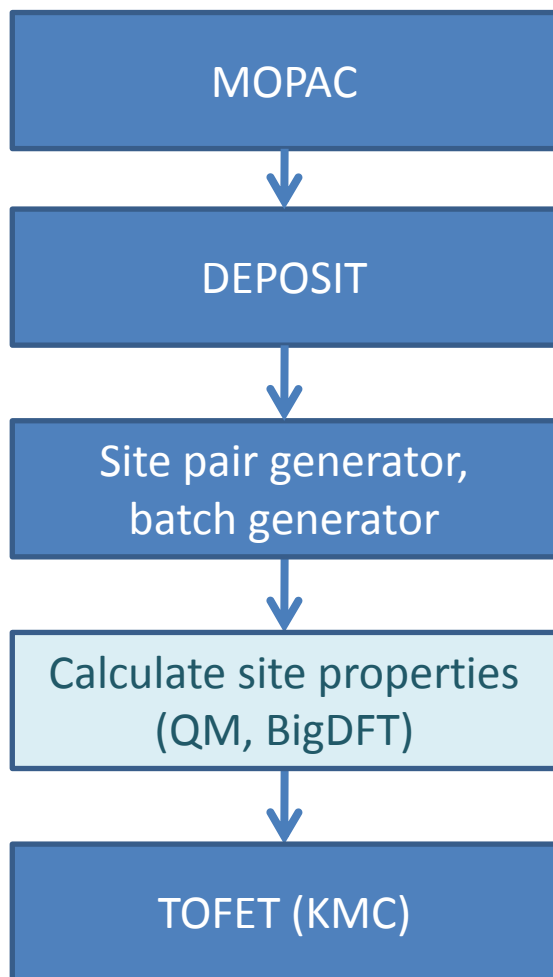 MOPAC
DEPOSIT
Site pair generator,
batch generator
Calculate site properties
(QM, BigDFT)
TOFET (KMC)